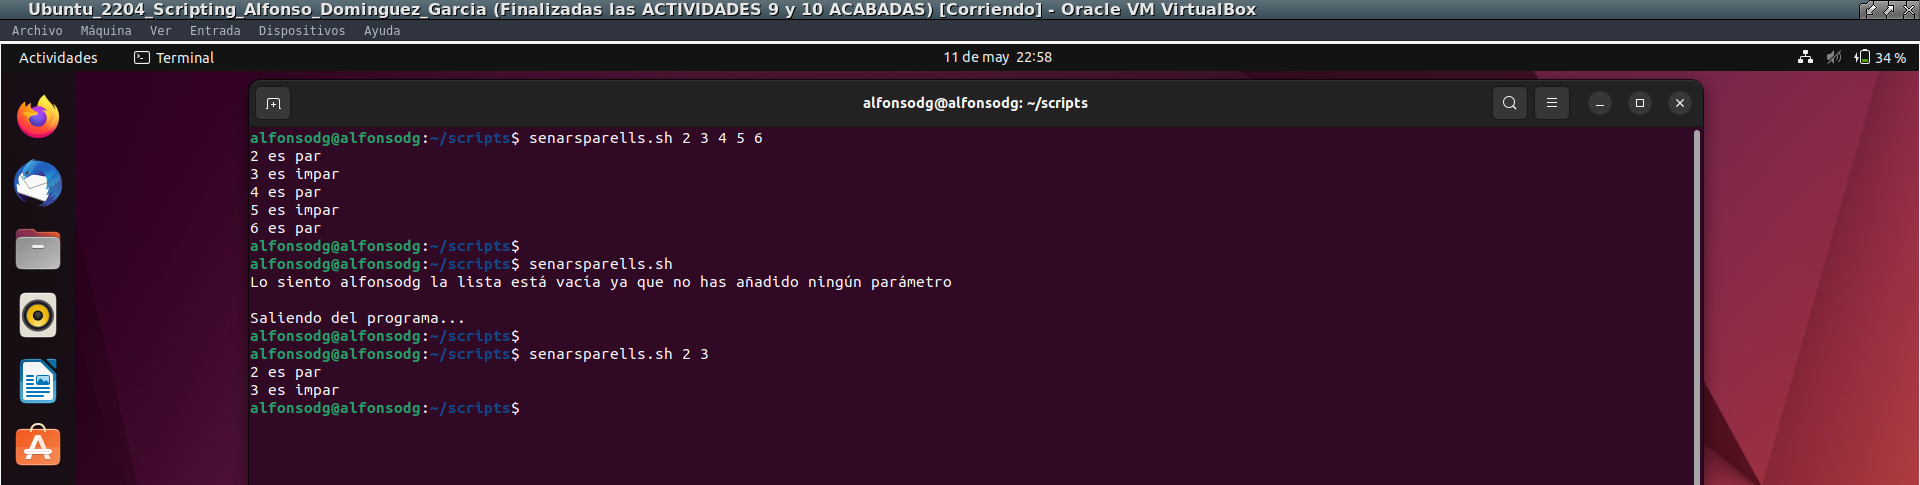 Ubuntu_2204_Scripting_Alfonso_Dominguez_Garcia (Finalizadas las ACTIVIDADES 9 y 10 ACABADAS) [Corriendo] - Oracle VM VirtualBox
Archivo Máquina Ver Entrada Dispositivos Ayuda
Actividades Terminal 11 de may 22:58 34 %
alfonsodg@alfonsodg: ~/scripts
alfonsodg@alfonsodg:~/scripts$ senarsparells.sh 2 3 4 5 6
2 es par
3 es impar
4 es par
5 es impar
6 es par
alfonsodg@alfonsodg:~/scripts$
alfonsodg@alfonsodg:~/scripts$ senarsparells.sh
Lo siento alfonsodg la lista está vacía ya que no has añadido ningún parámetro
Saliendo del programa...
alfonsodg@alfonsodg:~/scripts$
alfonsodg@alfonsodg:~/scripts$ senarsparells.sh 2 3
2 es par
3 es impar
alfonsodg@alfonsodg:~/scripts$